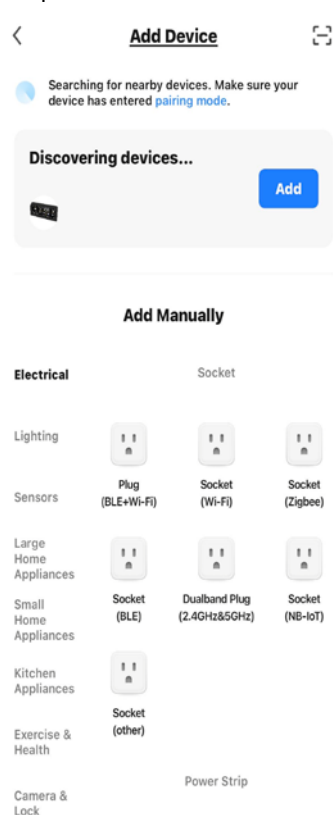 Add Device
Searching for nearby devices. Make sure your
device has entered pairing mode.
Discovering devices...
Add
Add Manually
Electrical
Socket
Lighting
Plug
(BLE+Wi-Fi)
Socket
(Wi-Fi)
Socket
(Zigbee)
Sensors
Large
Home
Appliances
Socket
(BLE)
Dualband Plug
(2.4GHz&5GHz)
Socket
(NB-IoT)
Small
Home
Appliances
Kitchen
Appliances
Socket
(other)
Exercise &
Health
Power Strip
Camera &
Lock